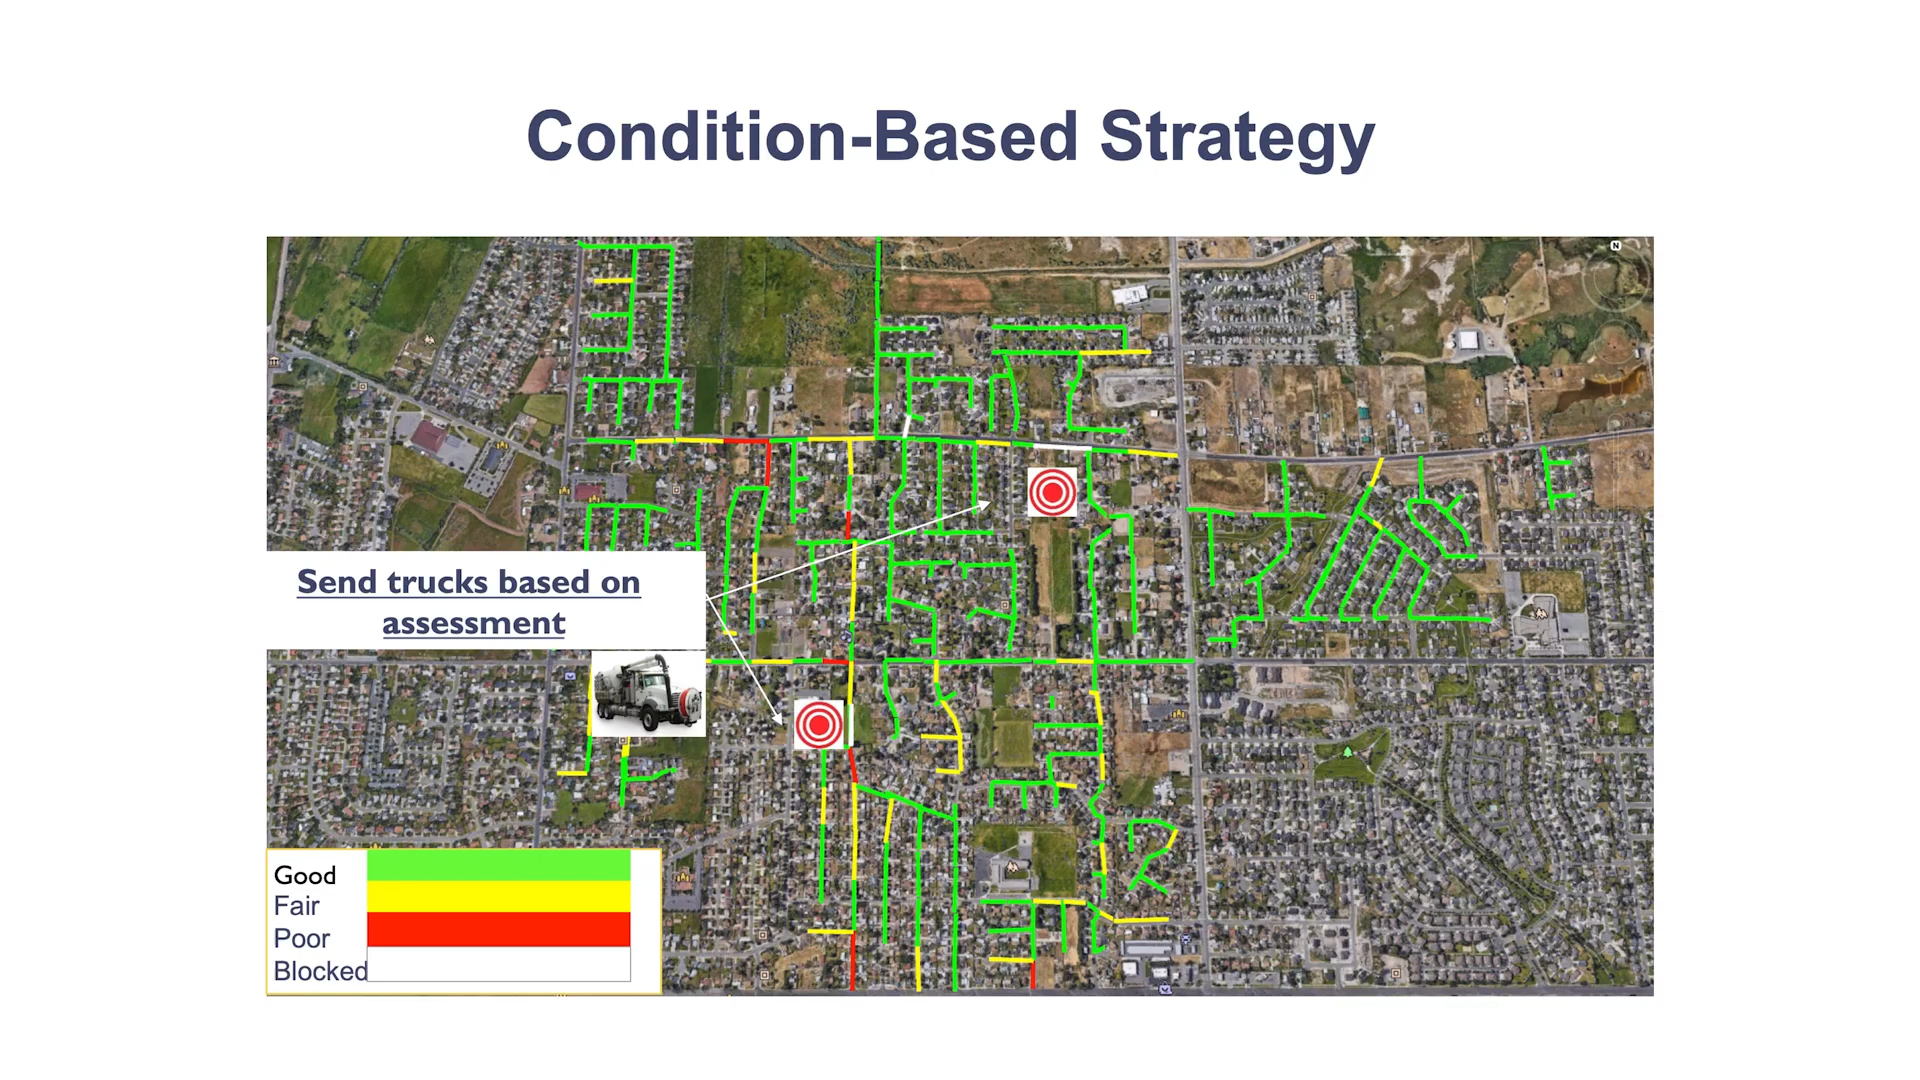 Condition-Based Strategy
N
Send trucks based on
assessment
Good
Fair
Poor
Blocked